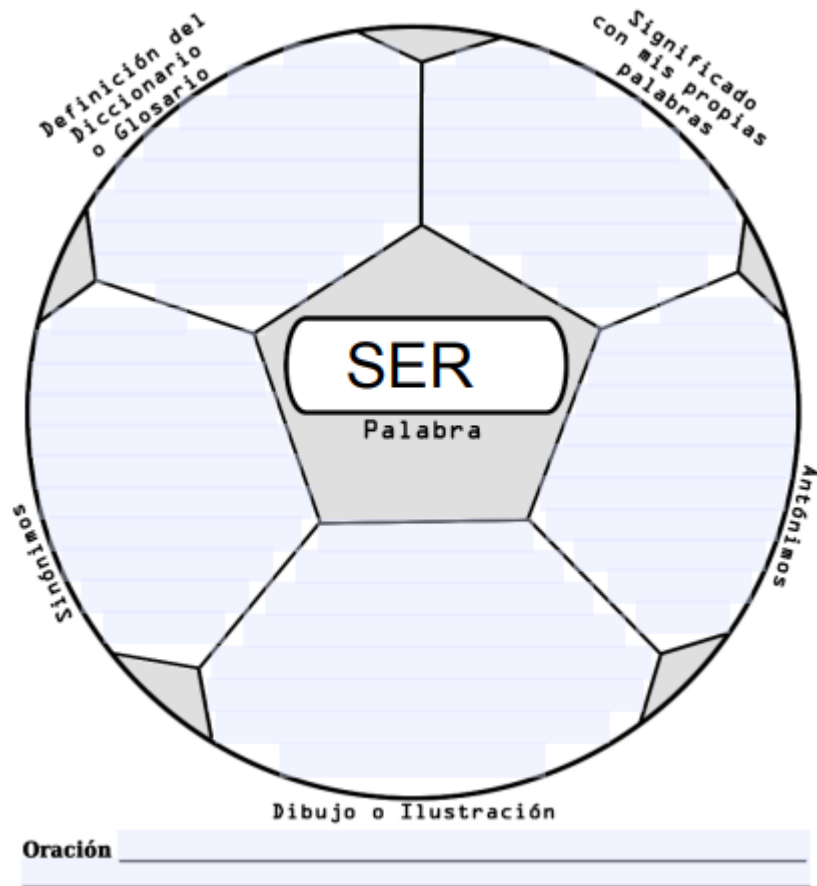 Definición del
Diccionario
o Glosario
Significado
con mis propias
palabras
SER
Palabra
Sinónimos
Antónimos
Dibujo o Ilustración
Oración